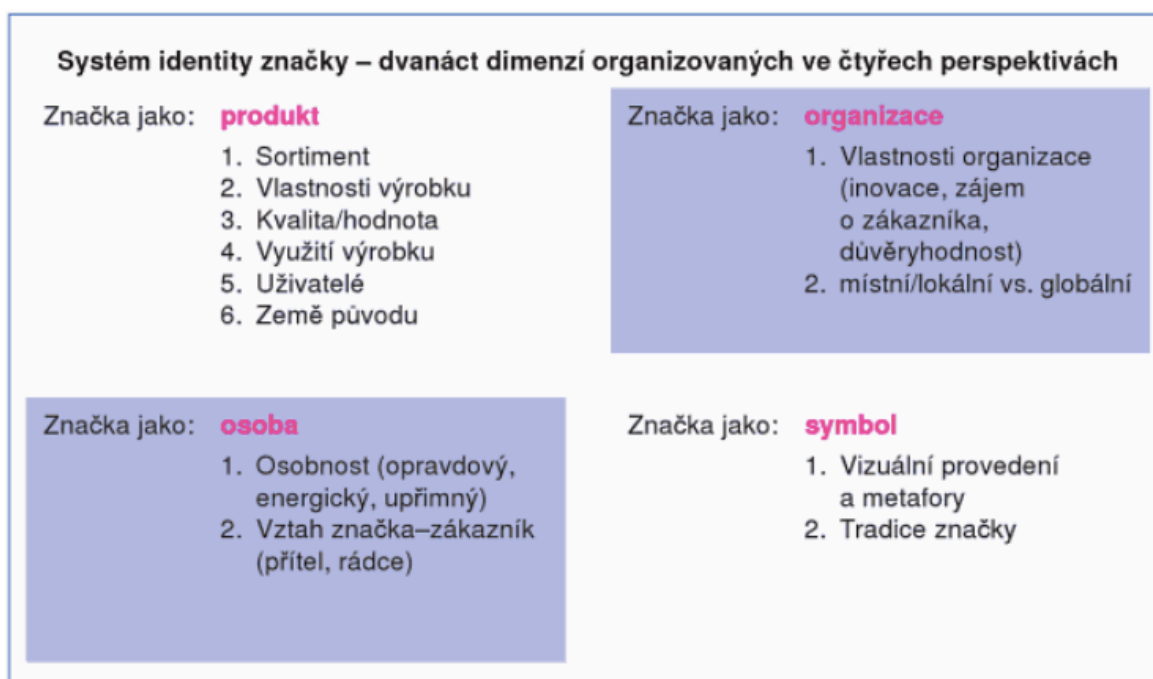 Systém identity značky – dvanáct dimenzí organizovaných ve čtyřech perspektivách
Značka jako: produkt
1. Sortiment
2. Vlastnosti výrobku
3. Kvalita/hodnota
4. Využití výrobku
5. Uživatelé
6. Země původu
Značka jako: organizace
1. Vlastnosti organizace
(inovace, zájem
o zákazníka,
důvěryhodnost)
2. místní/lokální vs. globální
Značka jako: osoba
1. Osobnost (opravdový,
energický, upřimný)
2. Vztah značka–zákazník
(přítel, rádce)
Značka jako: symbol
1. Vizuální provedení
a metafory
2. Tradice značky